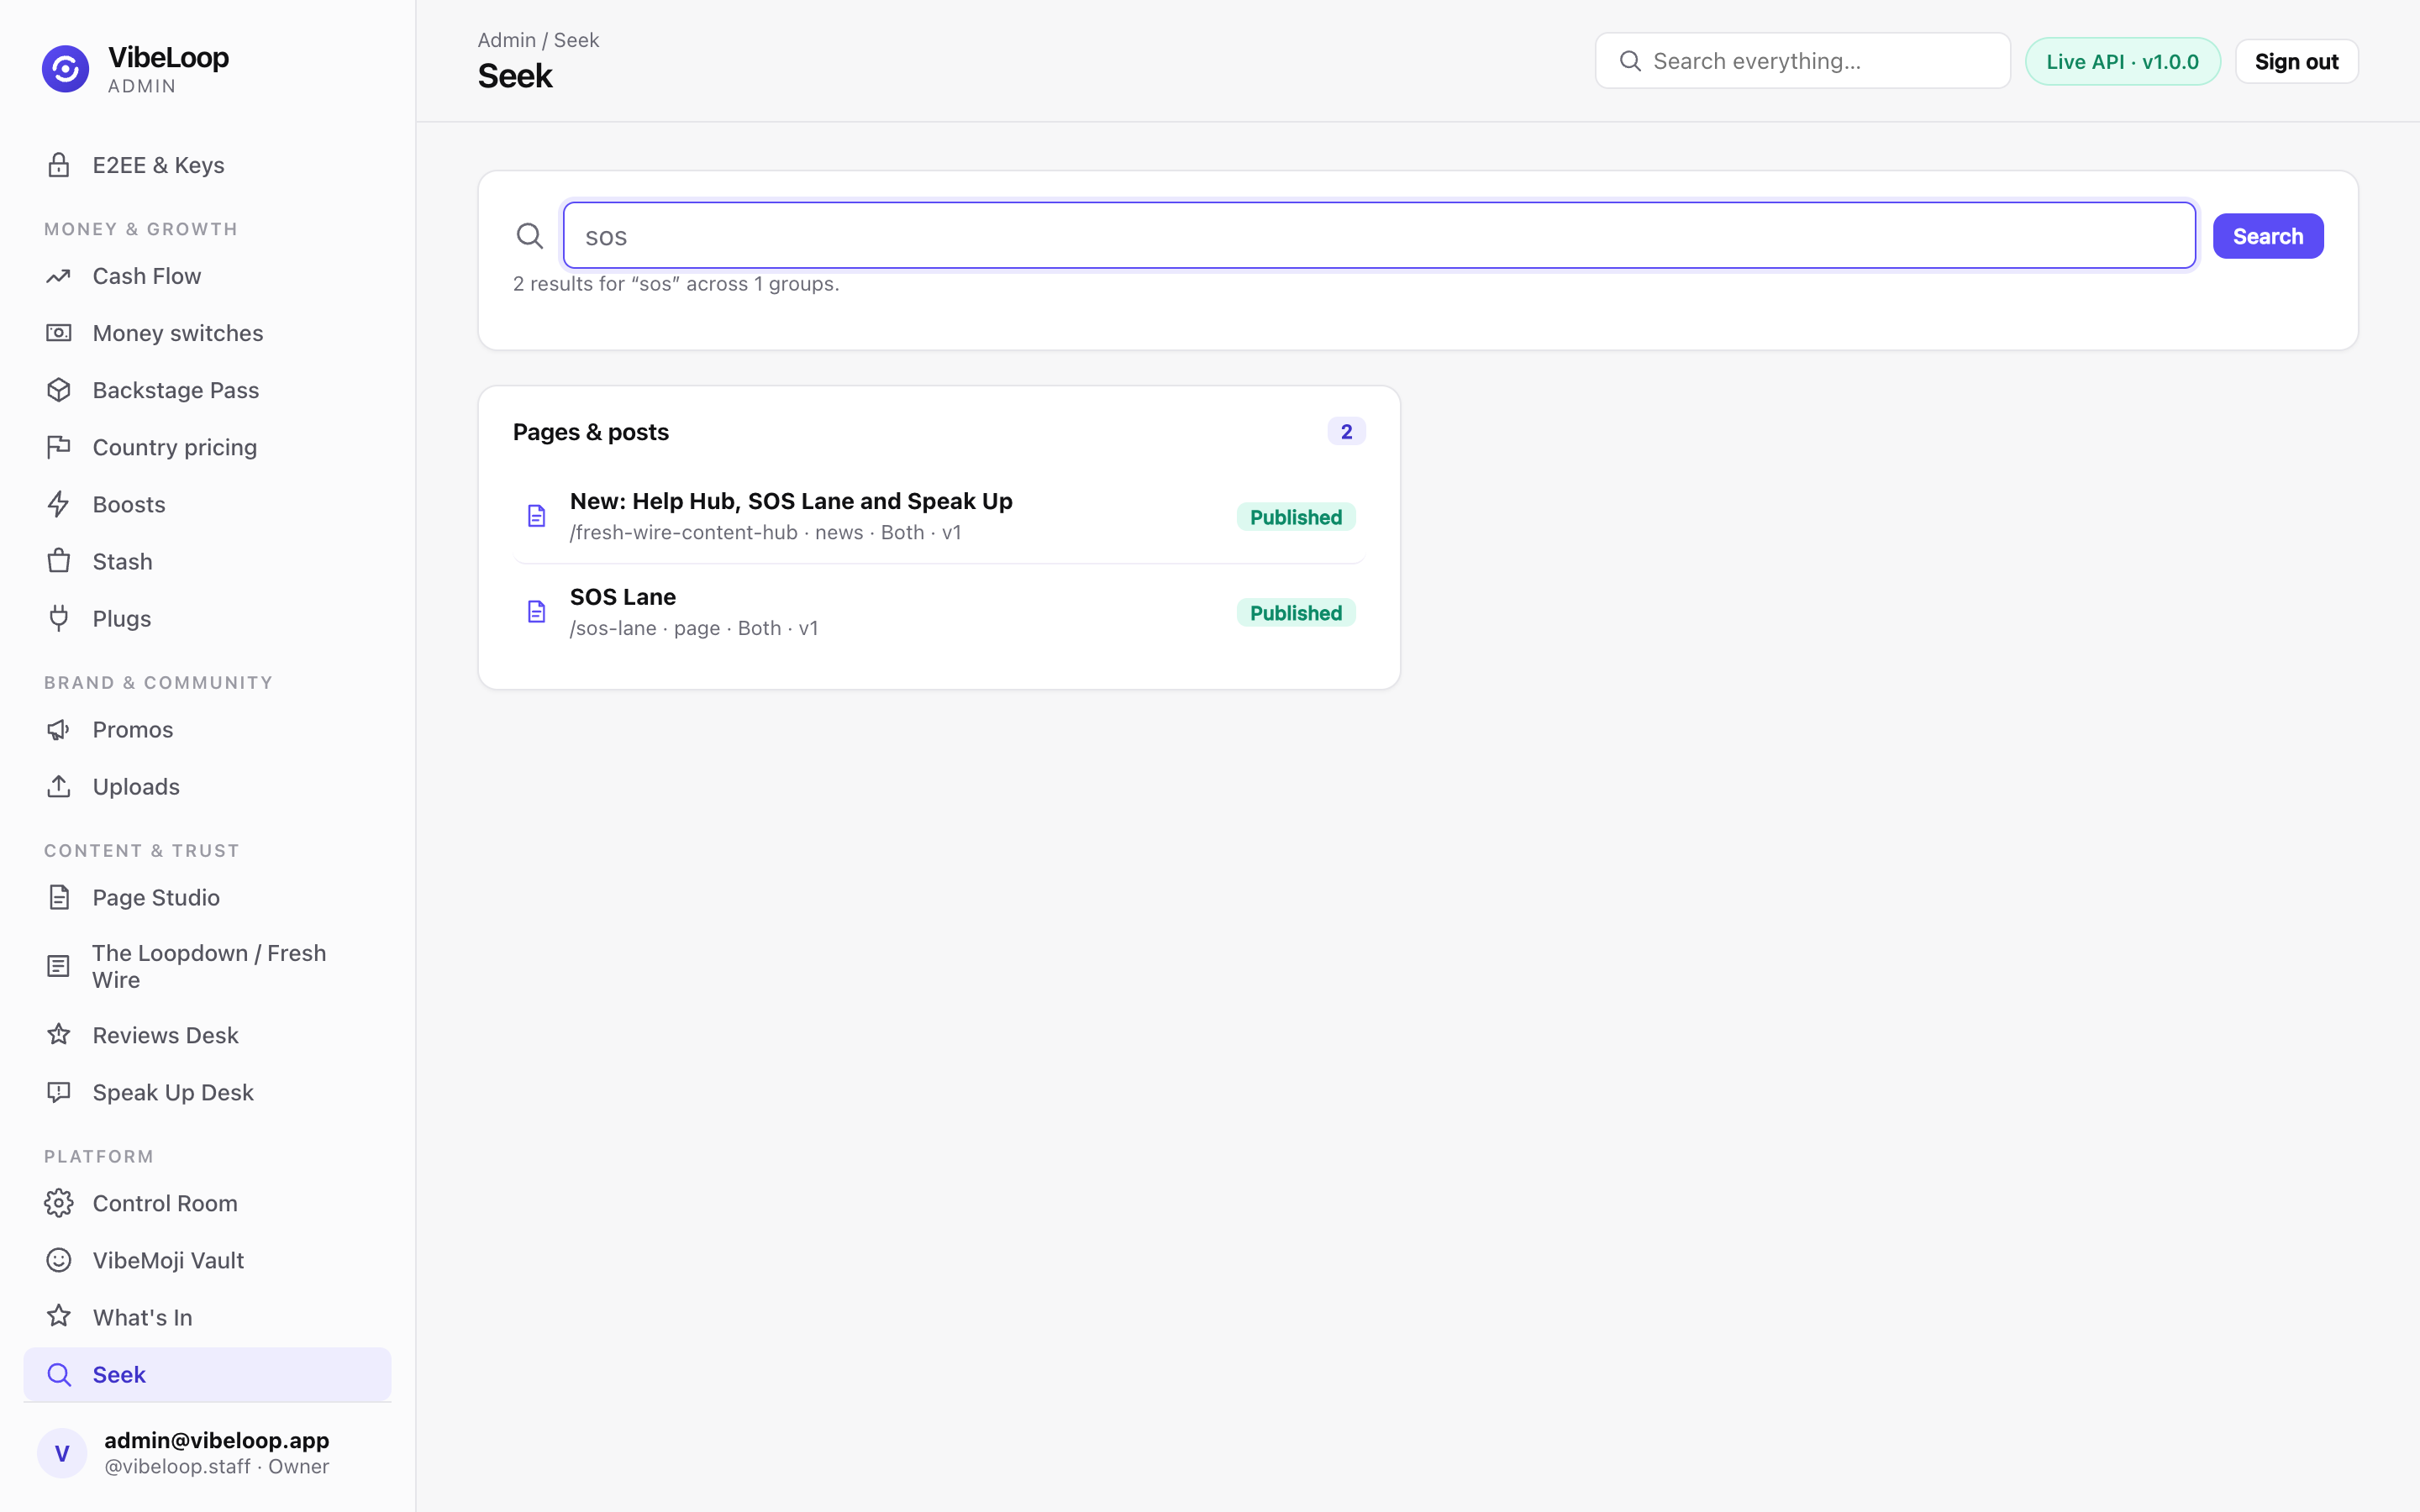 VibeLoop
ADMIN
E2EE & Keys
MONEY & GROWTH
Cash Flow
Money switches
Backstage Pass
Country pricing
Boosts
Stash
Plugs
BRAND & COMMUNITY
Promos
Uploads
CONTENT & TRUST
Page Studio
The Loopdown / Fresh
Wire
Reviews Desk
Speak Up Desk
PLATFORM
Control Room
VibeMoji Vault
What's In
Seek
V
admin@vibeloop.app
@vibeloop.staff · Owner
Admin / Seek
Seek
Search everything...
Live API · v1.0.0
Sign out
sos
Search
2 results for “sos” across 1 groups.
Pages & posts
2
New: Help Hub, SOS Lane and Speak Up
/fresh-wire-content-hub · news · Both · v1
Published
SOS Lane
/sos-lane · page · Both · v1
Published